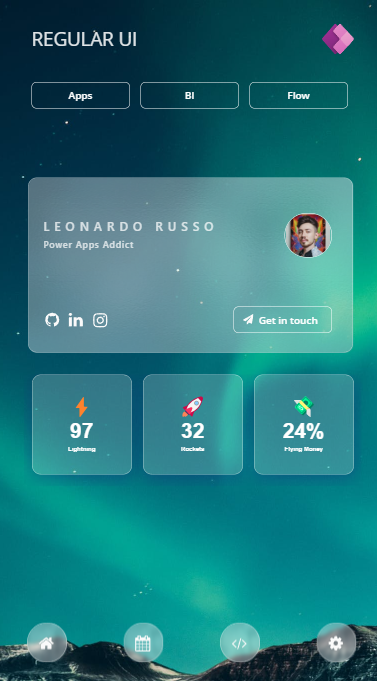 REGULAR UI
Apps BI Flow
LEONARDO RUSSO
Power Apps Addict
Get in touch
97 32 24%
Lightning Rockets Flying Money